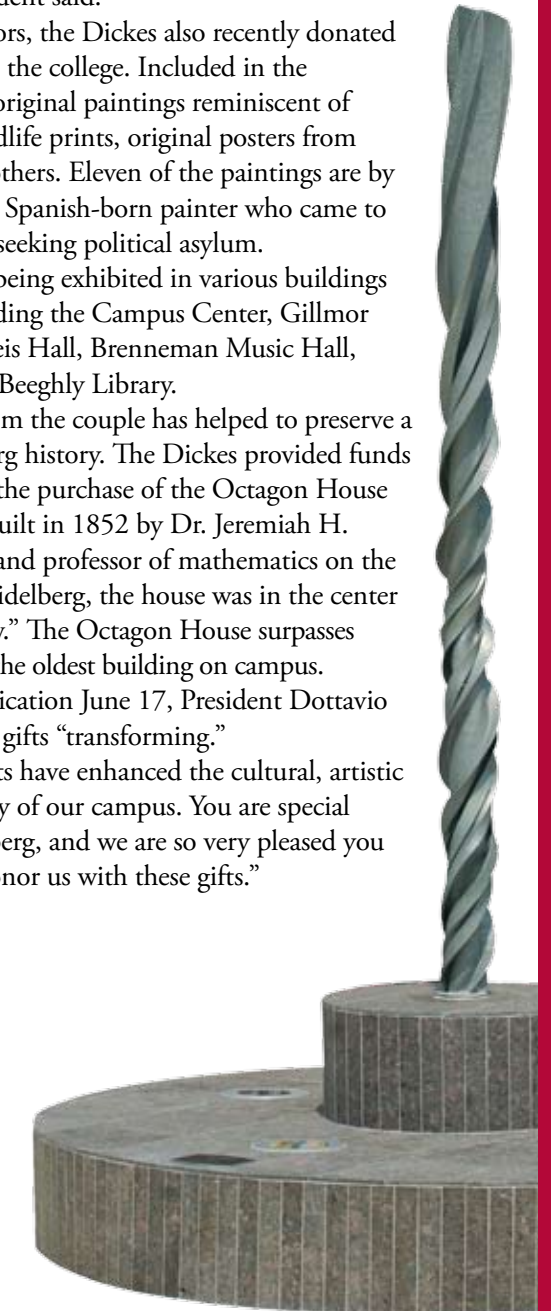 dent said.
ors, the Dickes also recently donated
the college. Included in the
original paintings reminiscent of
dlife prints, original posters from
others. Eleven of the paintings are by
Spanish-born painter who came to
seeking political asylum.
being exhibited in various buildings
ding the Campus Center, Gillmor
eis Hall, Brenneman Music Hall,
Beeghly Library.
m the couple has helped to preserve a
rg history. The Dickes provided funds
the purchase of the Octagon House
uilt in 1852 by Dr. Jeremiah H.
and professor of mathematics on the
idelberg, the house was in the center
y.” The Octagon House surpasses
he oldest building on campus.
ication June 17, President Dottavio
gifts “transforming.”
ts have enhanced the cultural, artistic
y of our campus. You are special
berg, and we are so very pleased you
onor us with these gifts.”